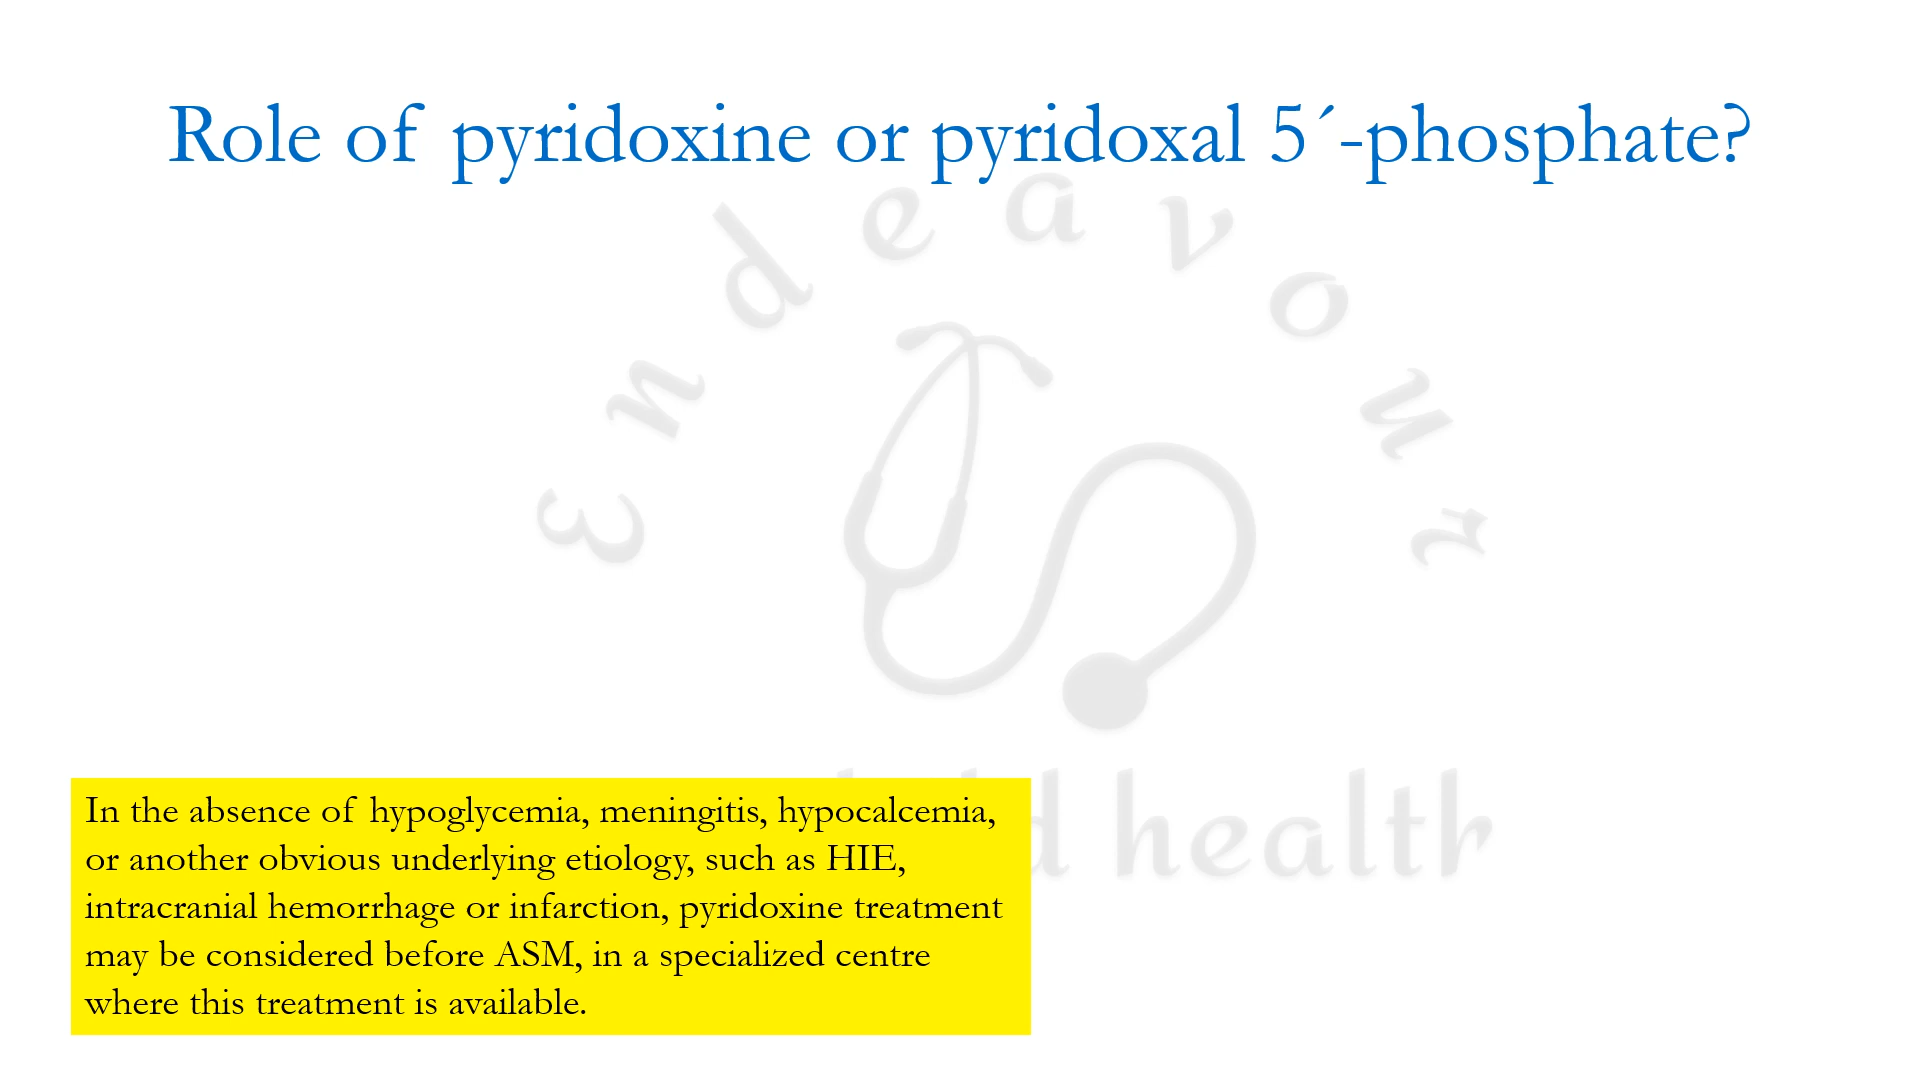 Role of pyridoxine or pyridoxal 5´-phosphate?
Endeavour
health
In the absence of hypoglycemia, meningitis, hypocalcemia,
or another obvious underlying etiology, such as HIE,
intracranial hemorrhage or infarction, pyridoxine treatment
may be considered before ASM, in a specialized centre
where this treatment is available.